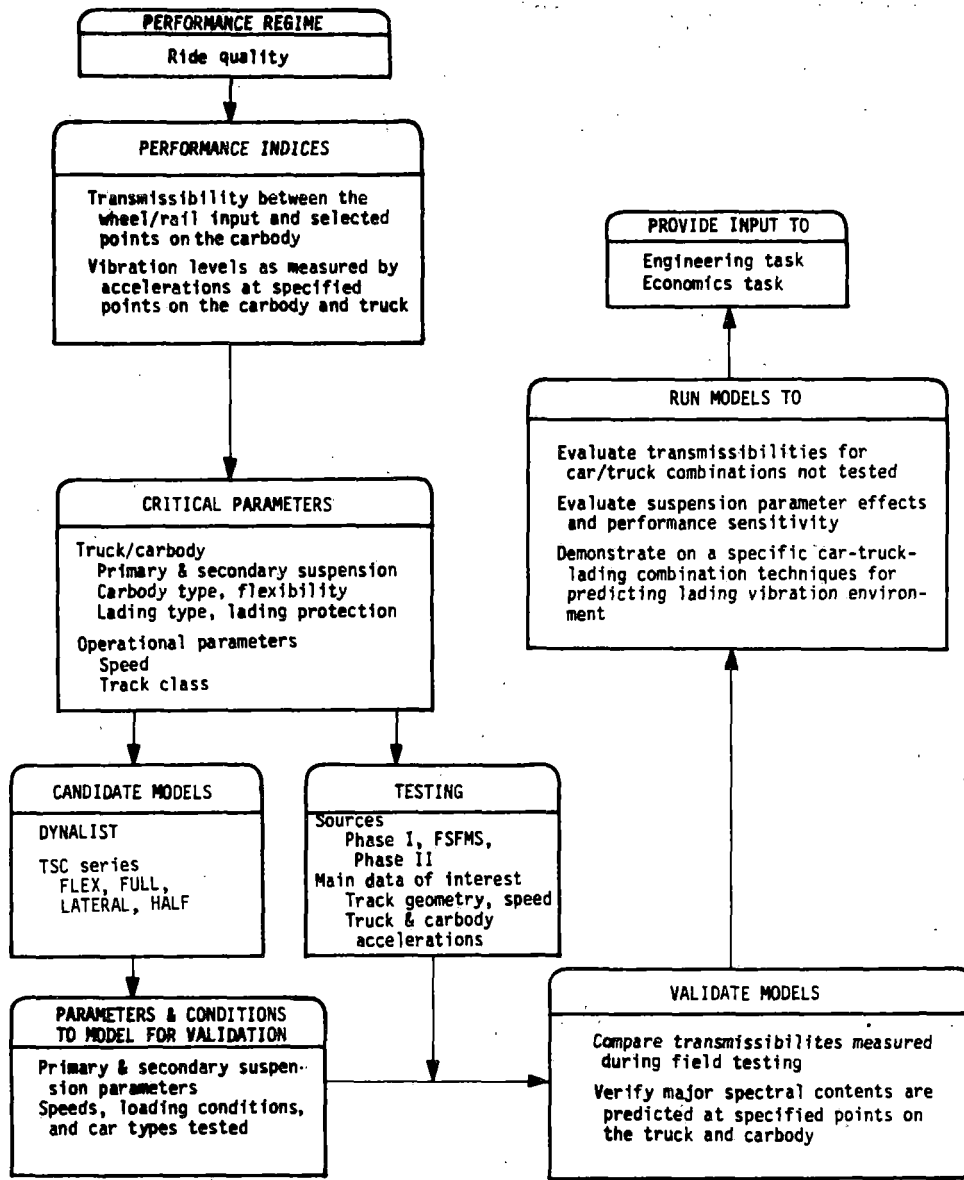 PERFORMANCE REGIME
Ride quality
PERFORMANCE INDICES
Transmissibility between the
wheel/rail input and selected
points on the carbody
Vibration levels as measured by
accelerations at specified
points on the carbody and truck
CRITICAL PARAMETERS
Truck/carbody
Primary & secondary suspension
Carbody type, flexibility
Lading type, lading protection
Operational parameters
Speed
Track class
CANDIDATE MODELS
DYNALIST
TSC series
FLEX, FULL,
LATERAL, HALF
TESTING
Sources
Phase I, FSFMS,
Phase II
Main data of interest
Track geometry, speed
Truck & carbody
accelerations
PARAMETERS & CONDITIONS
TO MODEL FOR VALIDATION
Primary & secondary suspen-
sion parameters
Speeds, loading conditions,
and car types tested
VALIDATE MODELS
Compare transmissibilites measured
during field testing
Verify major spectral contents are
predicted at specified points on
the truck and carbody
RUN MODELS TO
Evaluate transmissibilities for
car/truck combinations not tested
Evaluate suspension parameter effects
and performance sensitivity
Demonstrate on a specific car-truck-
lading combination techniques for
predicting lading vibration environ-
ment
PROVIDE INPUT TO
Engineering task
Economics task